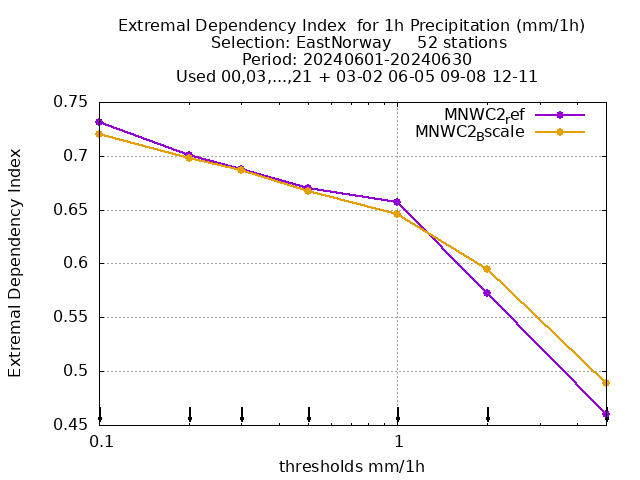 Extremal Dependency Index  for 1h Precipitation (mm/1h)
Selection: EastNorway     52 stations
Period: 20240601-20240630
Used 00,03,...,21 + 03-02 06-05 09-08 12-11
MNWC2ref
MNWC2Bscale
Extremal Dependency Index
0.75
0.7
0.65
0.6
0.55
0.5
0.45
0.1
1
thresholds mm/1h